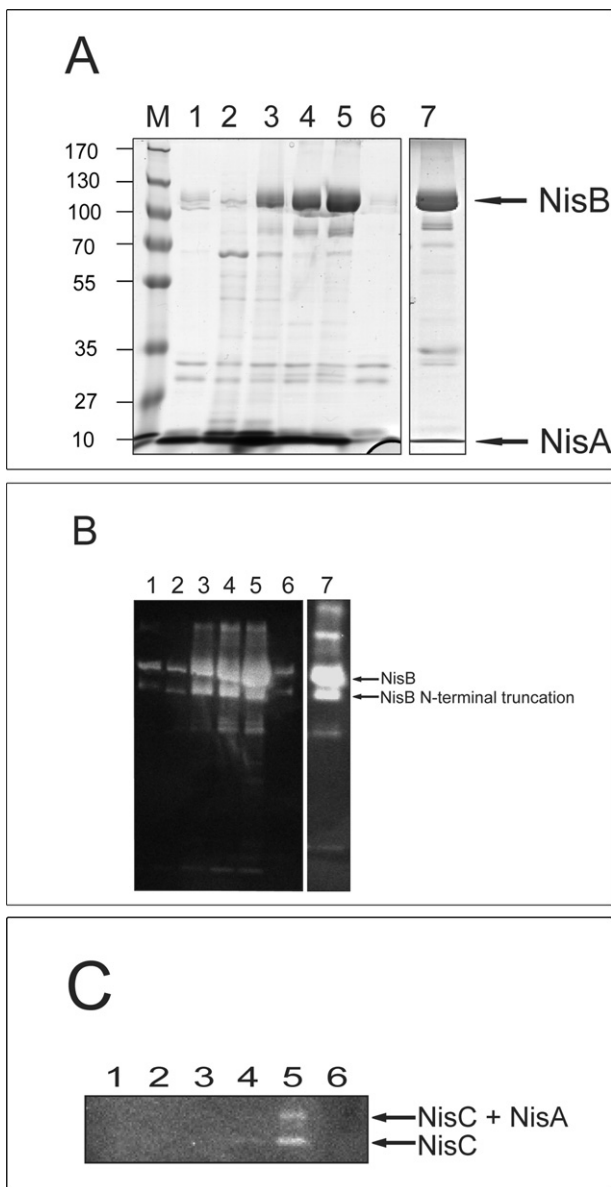 A
M 1 2 3 4 5 6 7
170
130
100
70
55
35
27
10
NisB
NisA
B
1 2 3 4 5 6 7
NisB
NisB N-terminal truncation
C
1 2 3 4 5 6
NisC + NisA
NisC